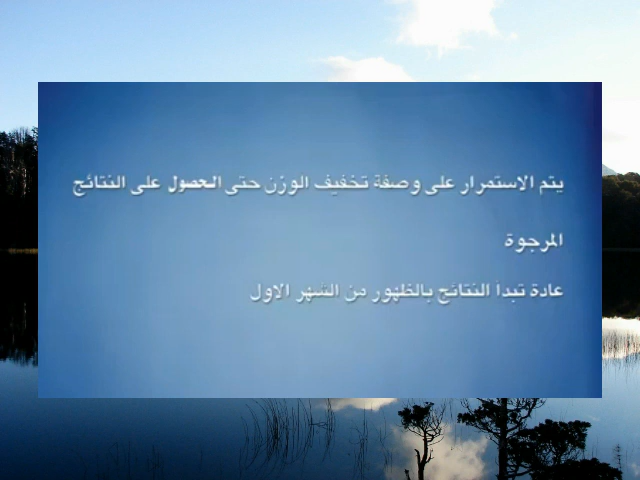 يتم الاستمرار على وصفة تخفيف الوزن حتى الحصول على النتائج
المرجوة
عادة تبدأ النتائج بالظهور من الشهر الاول